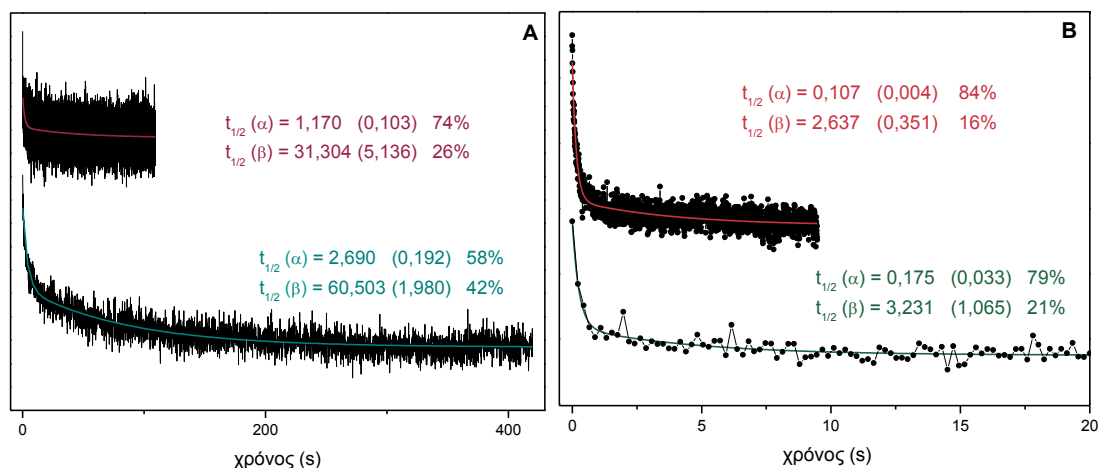 A
t1/2 (α) = 1,170 (0,103) 74%
t1/2 (β) = 31,304 (5,136) 26%
t1/2 (α) = 2,690 (0,192) 58%
t1/2 (β) = 60,503 (1,980) 42%
0 200 400
χρόνος (s)
B
t1/2 (α) = 0,107 (0,004) 84%
t1/2 (β) = 2,637 (0,351) 16%
t1/2 (α) = 0,175 (0,033) 79%
t1/2 (β) = 3,231 (1,065) 21%
0 5 10 15 20
χρόνος (s)